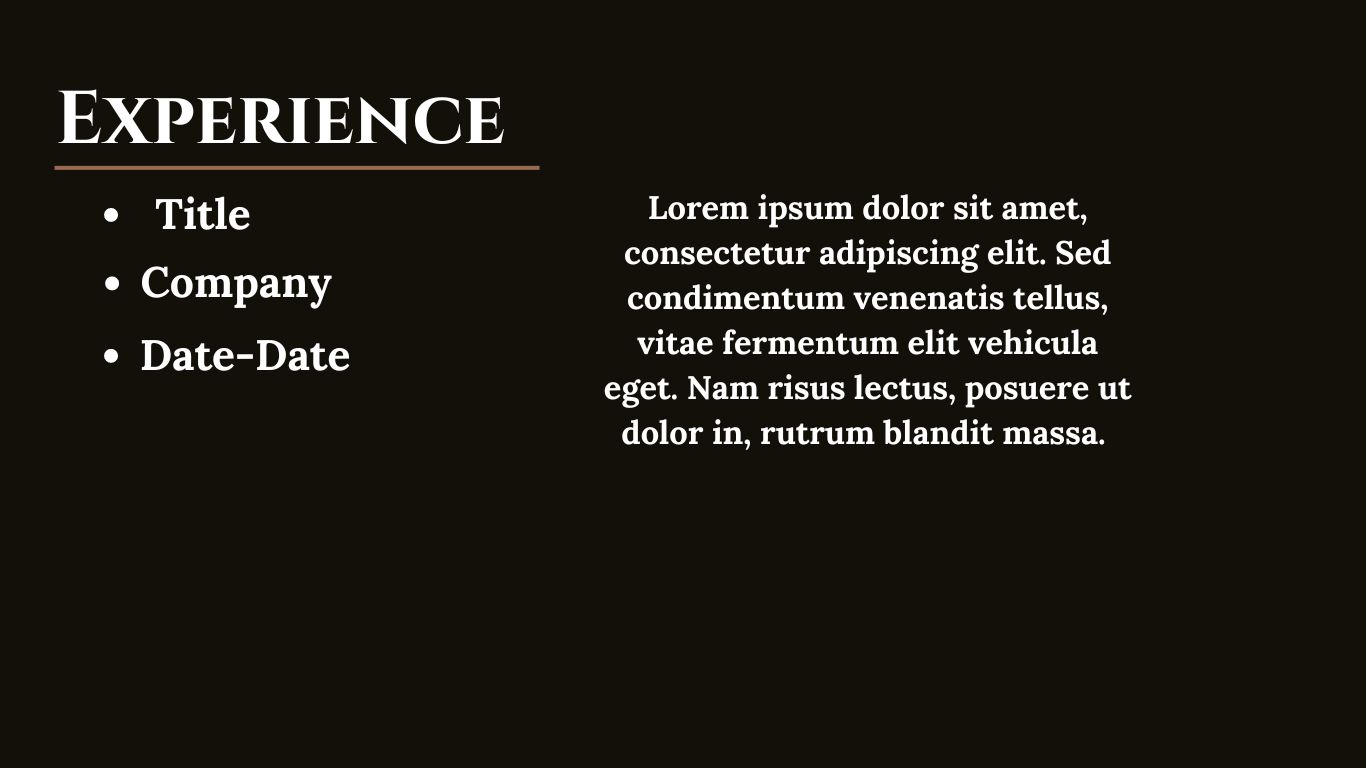 Experience
• Title
• Company
• Date-Date
Lorem ipsum dolor sit amet,
consectetur adipiscing elit. Sed
condimentum venenatis tellus,
vitae fermentum elit vehicula
eget. Nam risus lectus, posuere ut
dolor in, rutrum blandit massa.